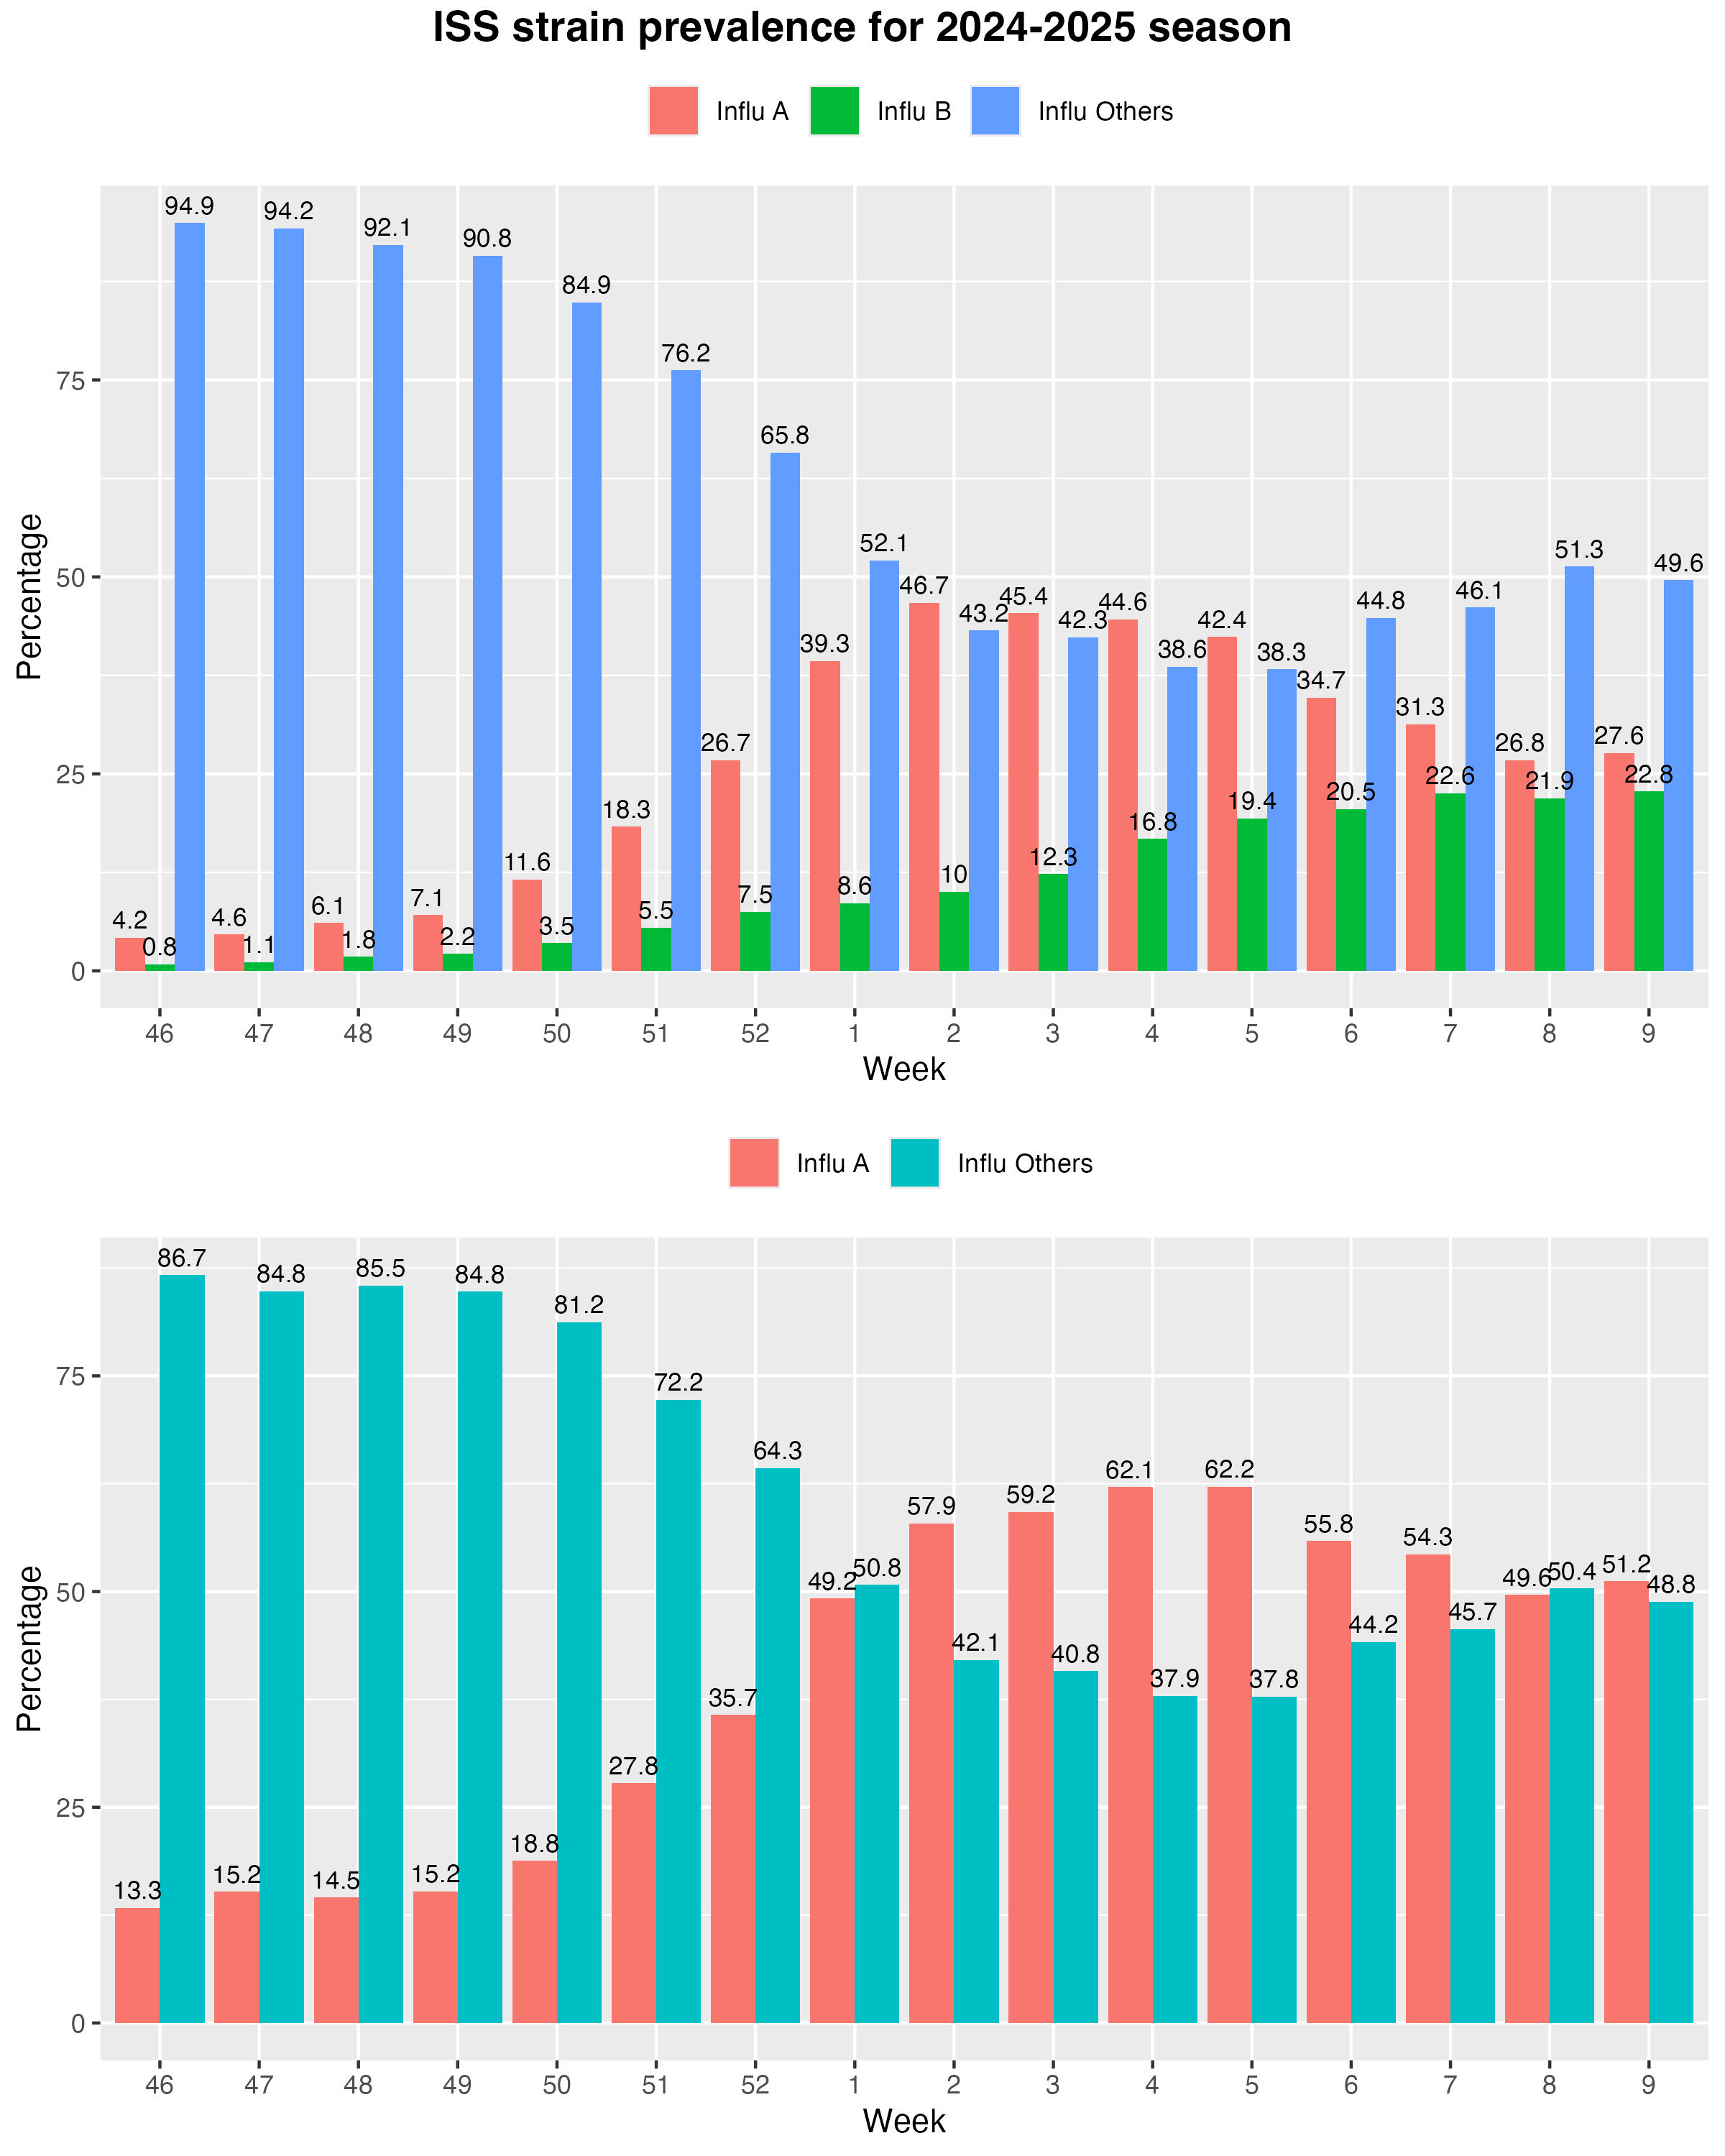 ISS strain prevalence for 2024-2025 season
Influ A Influ B Influ Others
94.9 94.2 92.1 90.8 84.9 76.2 65.8 52.1 46.7 43.2 45.4 42.3 44.6 38.6 42.4 38.3 34.7 44.8 31.3 46.1 26.8 51.3 27.6 49.6
4.2 0.8 4.6 1.1 6.1 1.8 7.1 2.2 11.6 3.5 18.3 5.5 26.7 7.5 39.3 8.6 10 12.3 16.8 19.4 20.5 22.6 21.9 22.8
Percentage
75
50
25
0
46 47 48 49 50 51 52 1 2 3 4 5 6 7 8 9
Week
Influ A Influ Others
86.7 84.8 85.5 84.8 81.2 72.2 64.3 50.8 42.1 40.8 37.9 37.8 44.2 45.7 50.4 48.8
13.3 15.2 14.5 15.2 18.8 27.8 35.7 49.2 57.9 59.2 62.1 62.2 55.8 54.3 49.6 51.2
Percentage
75
50
25
0
46 47 48 49 50 51 52 1 2 3 4 5 6 7 8 9
Week